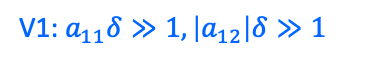 V1: 𝑎₁₁𝛿 ≫ 1, |𝑎₁₂|𝛿 ≫ 1